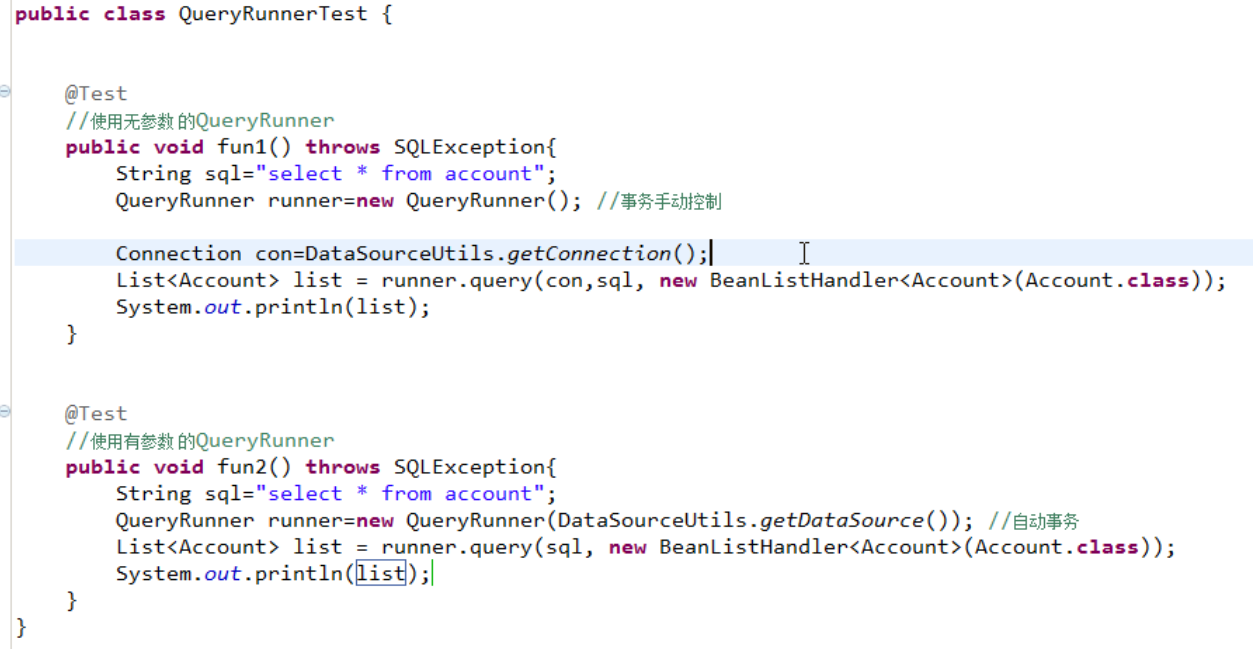 public class QueryRunnerTest {
@Test
//使用无参数的QueryRunner
public void fun1() throws SQLException{
String sql="select * from account";
QueryRunner runner=new QueryRunner(); //事务手动控制
Connection con=DataSourceUtils.getConnection();
List<Account> list = runner.query(con,sql, new BeanListHandler<Account>(Account.class));
System.out.println(list);
}
@Test
//使用有参数的QueryRunner
public void fun2() throws SQLException{
String sql="select * from account";
QueryRunner runner=new QueryRunner(DataSourceUtils.getDataSource()); //自动事务
List<Account> list = runner.query(sql, new BeanListHandler<Account>(Account.class));
System.out.println(list);
}
}